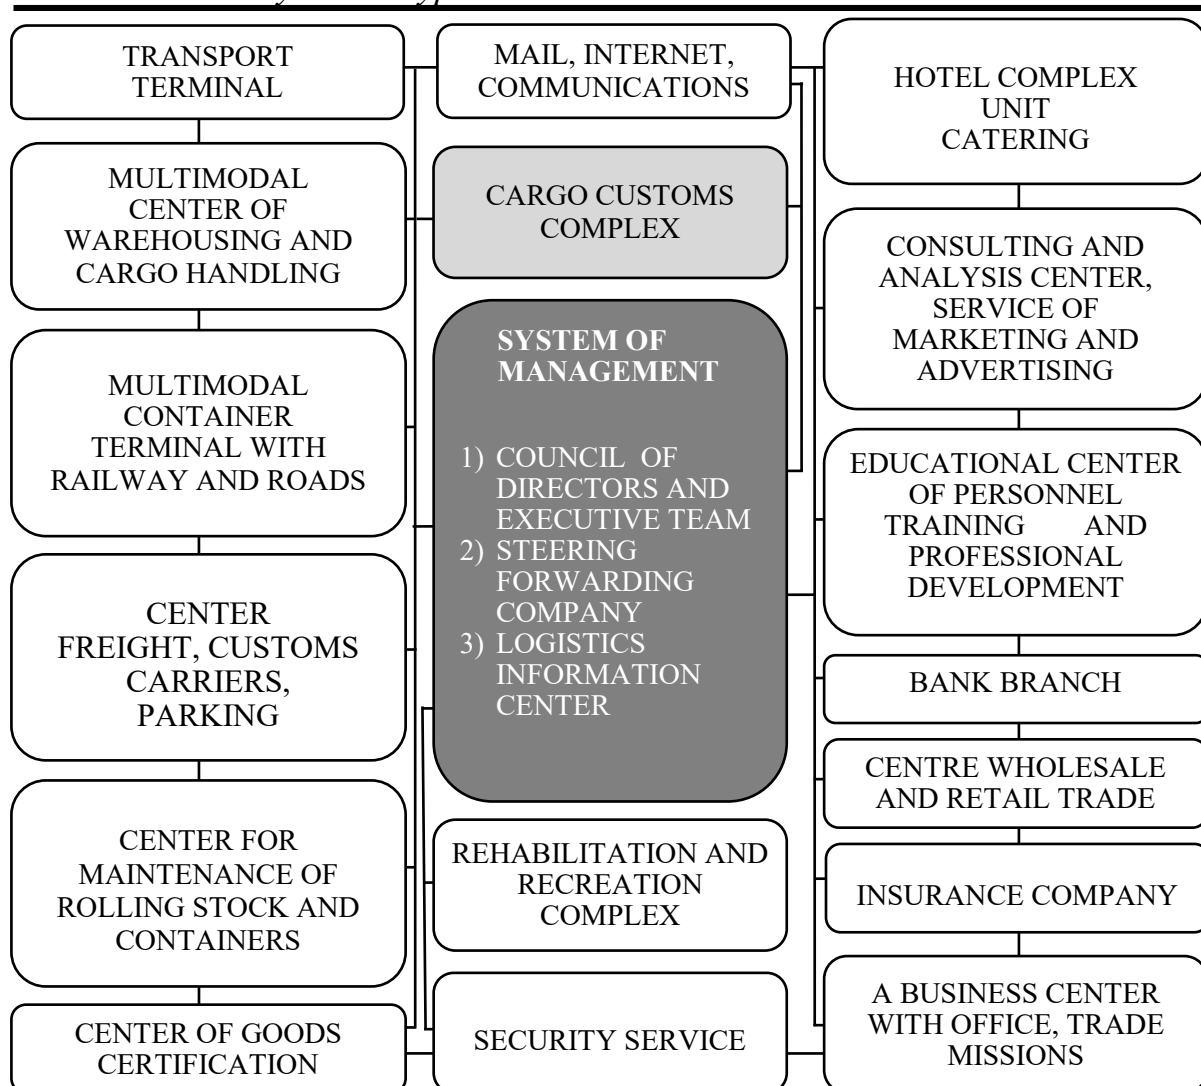 TRANSPORT
TERMINAL
MULTIMODAL
CENTER OF
WAREHOUSING AND
CARGO HANDLING
MULTIMODAL
CONTAINER
TERMINAL WITH
RAILWAY AND ROADS
CENTER
FREIGHT, CUSTOMS
CARRIERS,
PARKING
CENTER FOR
MAINTENANCE OF
ROLLING STOCK AND
CONTAINERS
CENTER OF GOODS
CERTIFICATION
MAIL, INTERNET,
COMMUNICATIONS
CARGO CUSTOMS
COMPLEX
SYSTEM OF
MANAGEMENT
1) COUNCIL OF
DIRECTORS AND
EXECUTIVE TEAM
2) STEERING
FORWARDING
COMPANY
3) LOGISTICS
INFORMATION
CENTER
REHABILITATION AND
RECREATION
COMPLEX
SECURITY SERVICE
HOTEL COMPLEX
UNIT
CATERING
CONSULTING AND
ANALYSIS CENTER,
SERVICE OF
MARKETING AND
ADVERTISING
EDUCATIONAL CENTER
OF PERSONNEL
TRAINING AND
PROFESSIONAL
DEVELOPMENT
BANK BRANCH
CENTRE WHOLESALE
AND RETAIL TRADE
INSURANCE COMPANY
A BUSINESS CENTER
WITH OFFICE, TRADE
MISSIONS